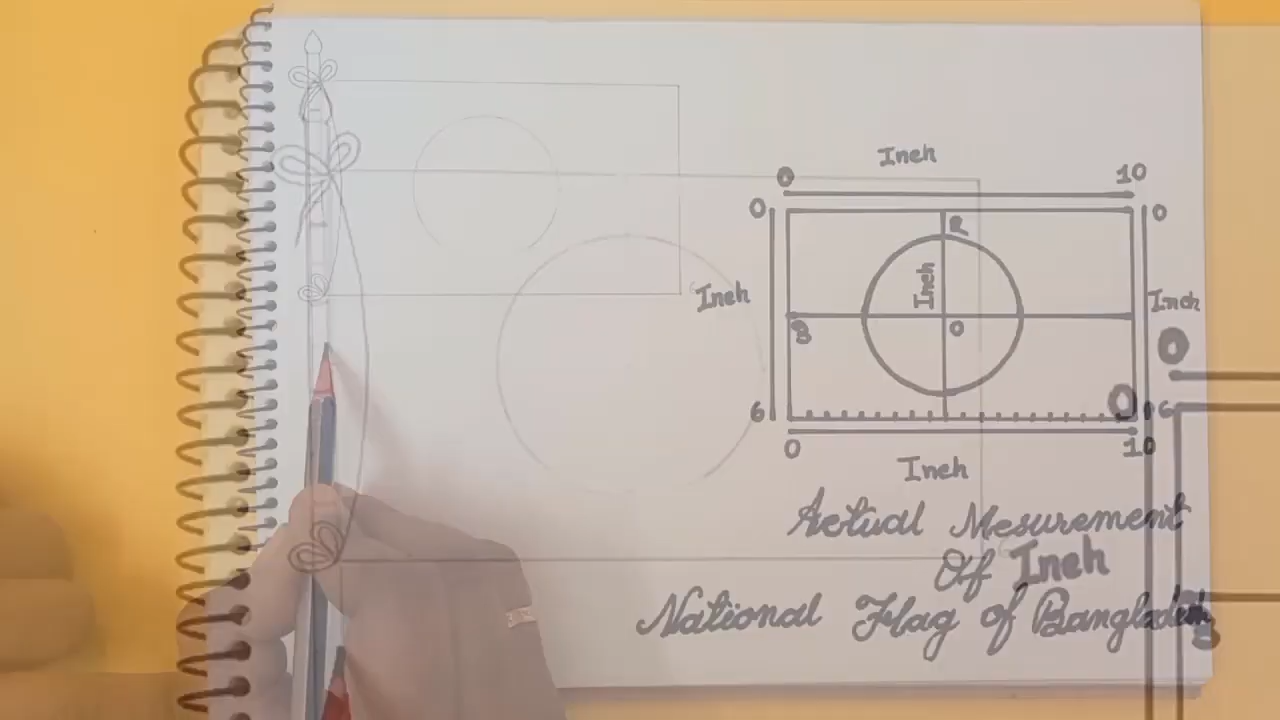 Inch
0 10
0 0
R
Inch
Inch
Inch
B
O
O
6 6
0 10
Inch
Actual Mesurement
Of Inch
National Flag of Bangladesh